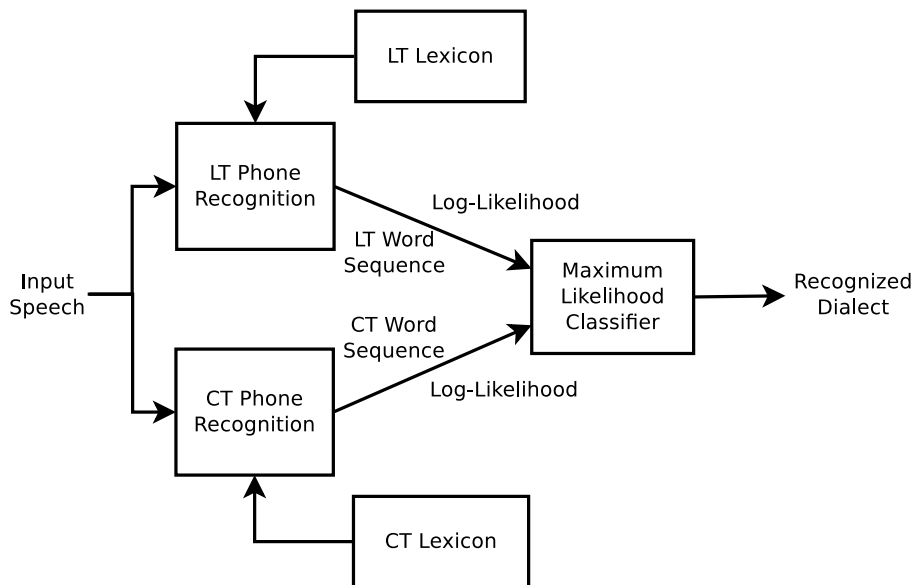 LT Lexicon
LT Phone
Recognition
Log-Likelihood
LT Word
Sequence
Input
Speech
Maximum
Likelihood
Classifier
Recognized
Dialect
CT Word
Sequence
Log-Likelihood
CT Phone
Recognition
CT Lexicon